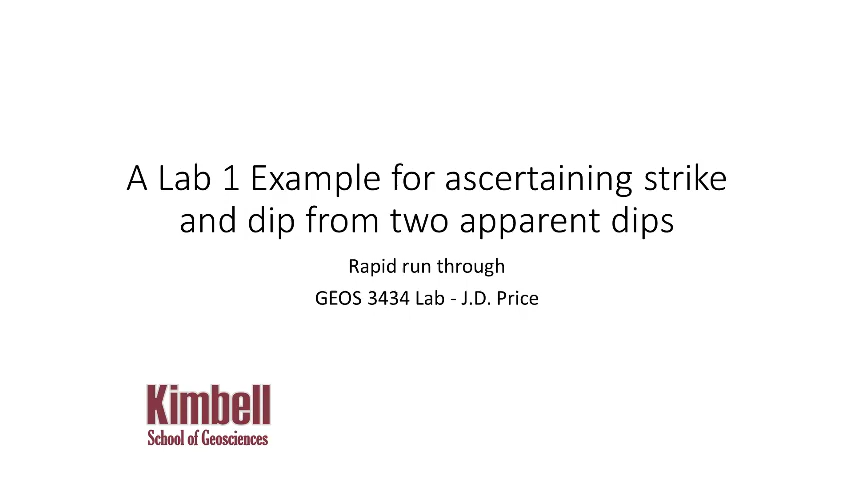 A Lab 1 Example for ascertaining strike
and dip from two apparent dips
Rapid run through
GEOS 3434 Lab - J.D. Price
Kimbell
School of Geosciences